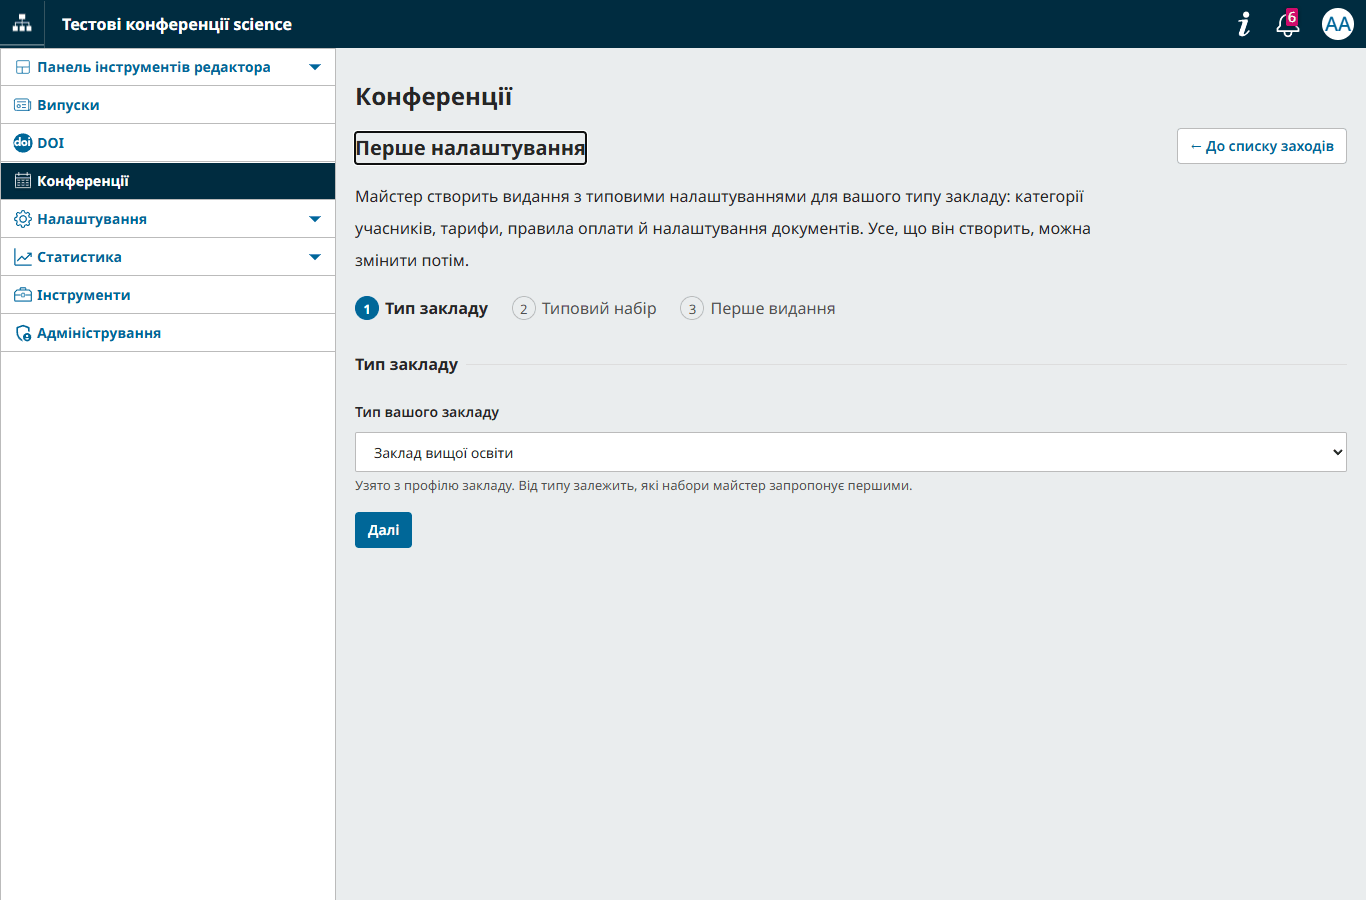 Тестові конференції science
6
AA
Панель інструментів редактора
Випуски
doi DOI
Конференції
Налаштування
Статистика
Інструменти
Адміністрування
Конференції
Перше налаштування
← До списку заходів
Майстер створить видання з типовими налаштуваннями для вашого типу закладу: категорії
учасників, тарифи, правила оплати й налаштування документів. Усе, що він створить, можна
змінити потім.
1 Тип закладу 2 Типовий набір 3 Перше видання
Тип закладу
Тип вашого закладу
Заклад вищої освіти
Узято з профілю закладу. Від типу залежить, які набори майстер запропонує першими.
Далі